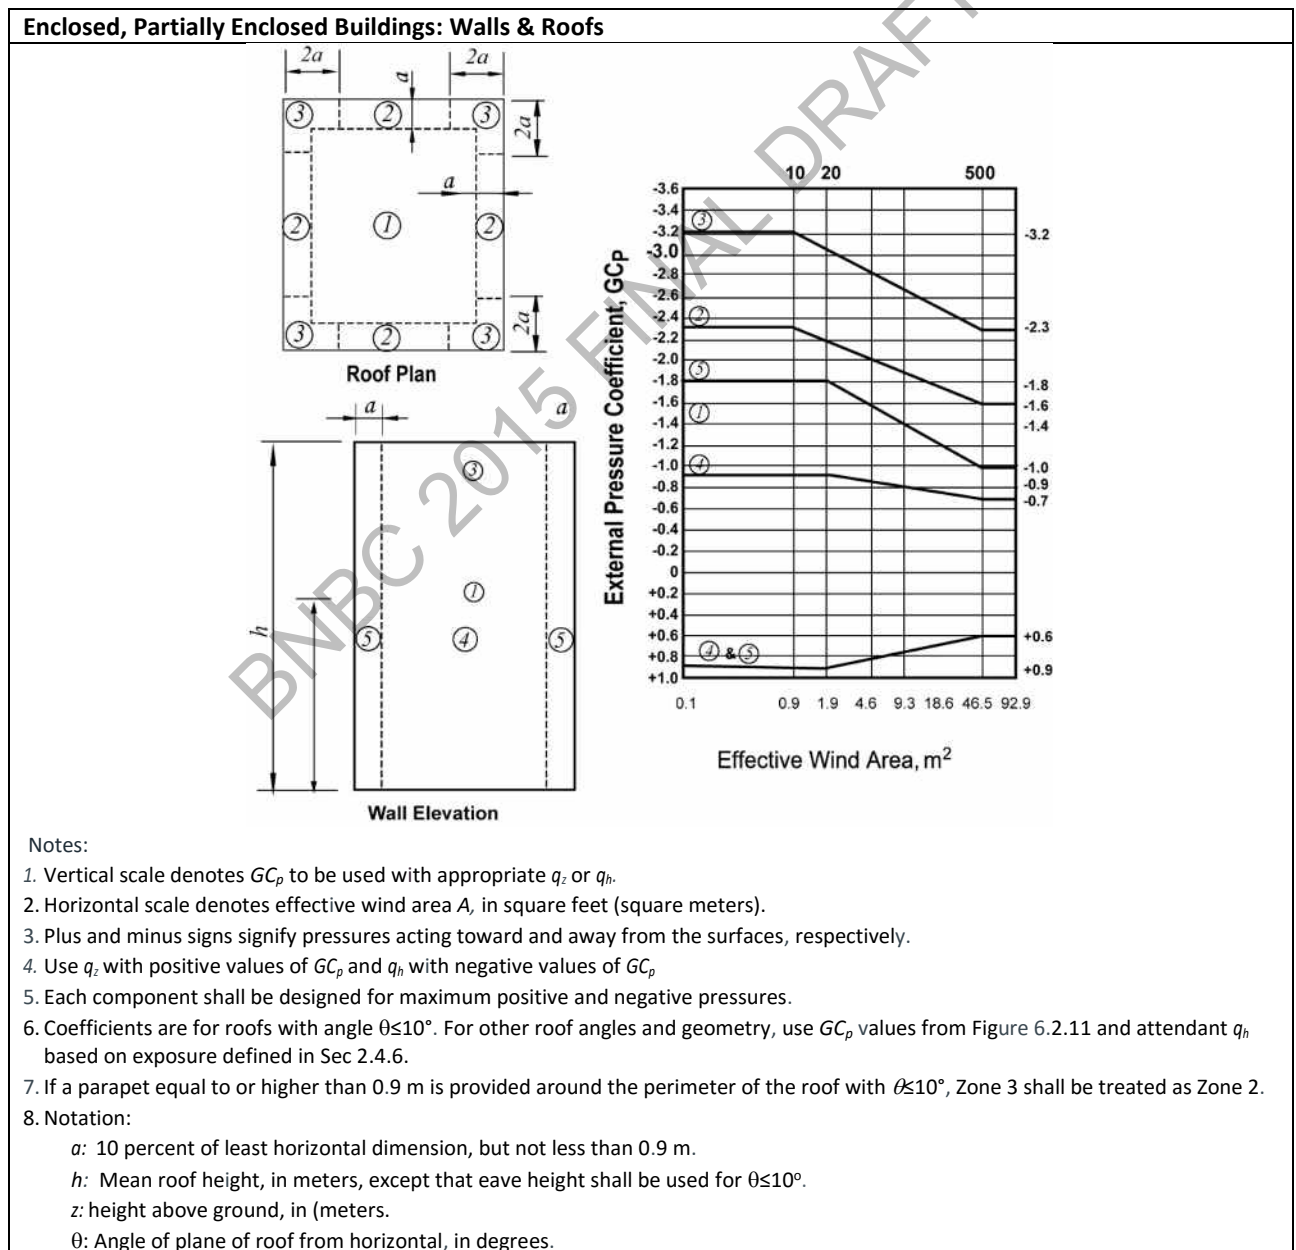 Enclosed, Partially Enclosed Buildings: Walls & Roofs
2a 2a
a
3 2 3
2a
a
2 1 2
3 2 3
2a
Roof Plan
a a
3
1
h
5 4 5
Wall Elevation
10 20 500
External Pressure Coefficient, GCP
-3.6
-3.4
-3.2
-3.0
-2.8
-2.6
-2.4
-2.2
-2.0
-1.8
-1.6
-1.4
-1.2
-1.0
-0.8
-0.6
-0.4
-0.2
0
+0.2
+0.4
+0.6
+0.8
+1.0
3
2
5
1
4
4 & 5
-3.2
-2.3
-1.8
-1.6
-1.4
-1.0
-0.9
-0.7
+0.6
+0.9
0.1 0.9 1.9 4.6 9.3 18.6 46.5 92.9
Effective Wind Area, m2
BNBC 2015 FINAL DRAFT
Notes:
1. Vertical scale denotes GCp to be used with appropriate qz or qh.
2. Horizontal scale denotes effective wind area A, in square feet (square meters).
3. Plus and minus signs signify pressures acting toward and away from the surfaces, respectively.
4. Use qz with positive values of GCp and qh with negative values of GCp
5. Each component shall be designed for maximum positive and negative pressures.
6. Coefficients are for roofs with angle θ≤10°. For other roof angles and geometry, use GCp values from Figure 6.2.11 and attendant qh
based on exposure defined in Sec 2.4.6.
7. If a parapet equal to or higher than 0.9 m is provided around the perimeter of the roof with θ≤10°, Zone 3 shall be treated as Zone 2.
8. Notation:
a: 10 percent of least horizontal dimension, but not less than 0.9 m.
h: Mean roof height, in meters, except that eave height shall be used for θ≤10o.
z: height above ground, in (meters.
θ: Angle of plane of roof from horizontal, in degrees.